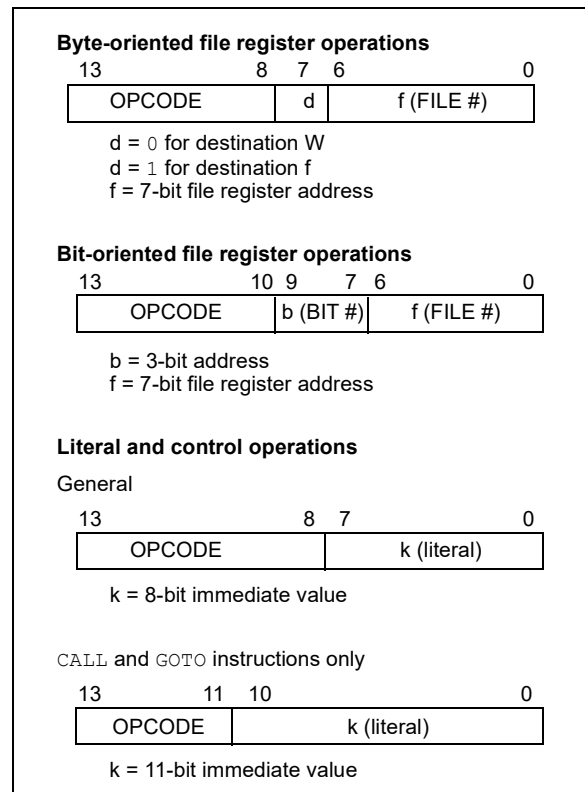 Byte-oriented file register operations
13 8 7 6 0
OPCODE d f (FILE #)
d = 0 for destination W
d = 1 for destination f
f = 7-bit file register address
Bit-oriented file register operations
13 10 9 7 6 0
OPCODE b (BIT #) f (FILE #)
b = 3-bit address
f = 7-bit file register address
Literal and control operations
General
13 8 7 0
OPCODE k (literal)
k = 8-bit immediate value
CALL and GOTO instructions only
13 11 10 0
OPCODE k (literal)
k = 11-bit immediate value